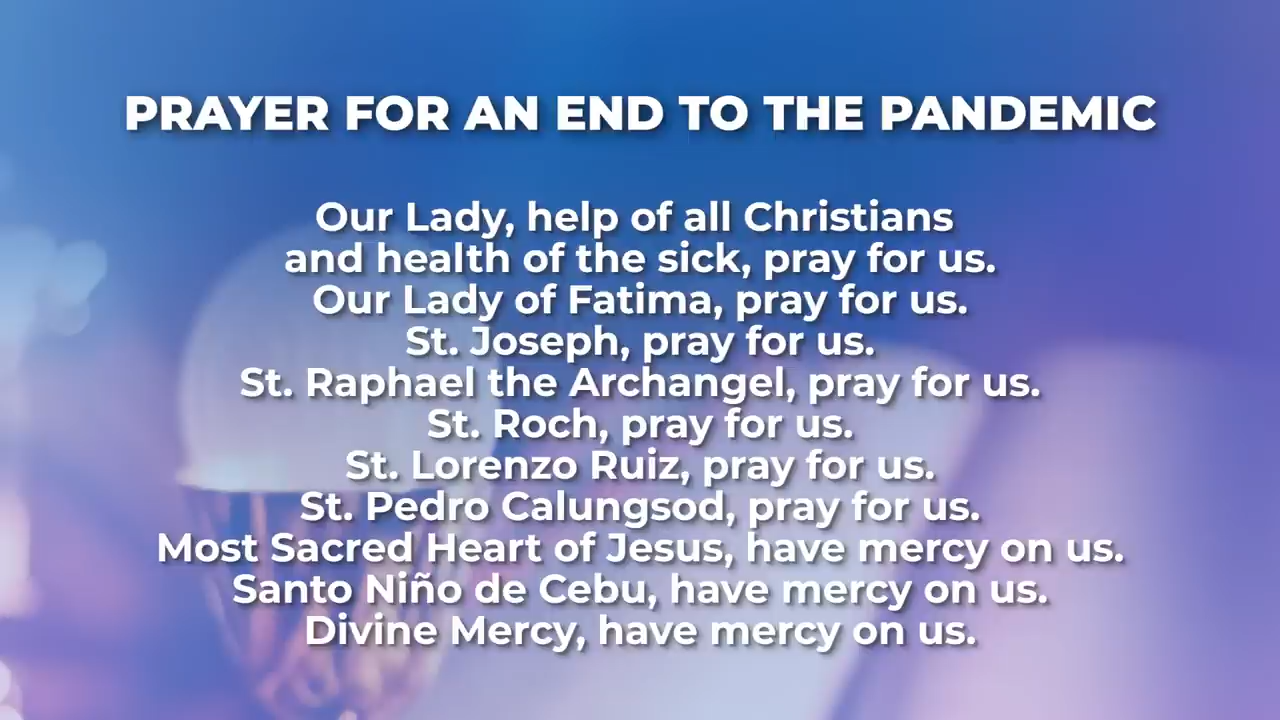 PRAYER FOR AN END TO THE PANDEMIC
Our Lady, help of all Christians
and health of the sick, pray for us.
Our Lady of Fatima, pray for us.
St. Joseph, pray for us.
St. Raphael the Archangel, pray for us.
St. Roch, pray for us.
St. Lorenzo Ruiz, pray for us.
St. Pedro Calungsod, pray for us.
Most Sacred Heart of Jesus, have mercy on us.
Santo Niño de Cebu, have mercy on us.
Divine Mercy, have mercy on us.